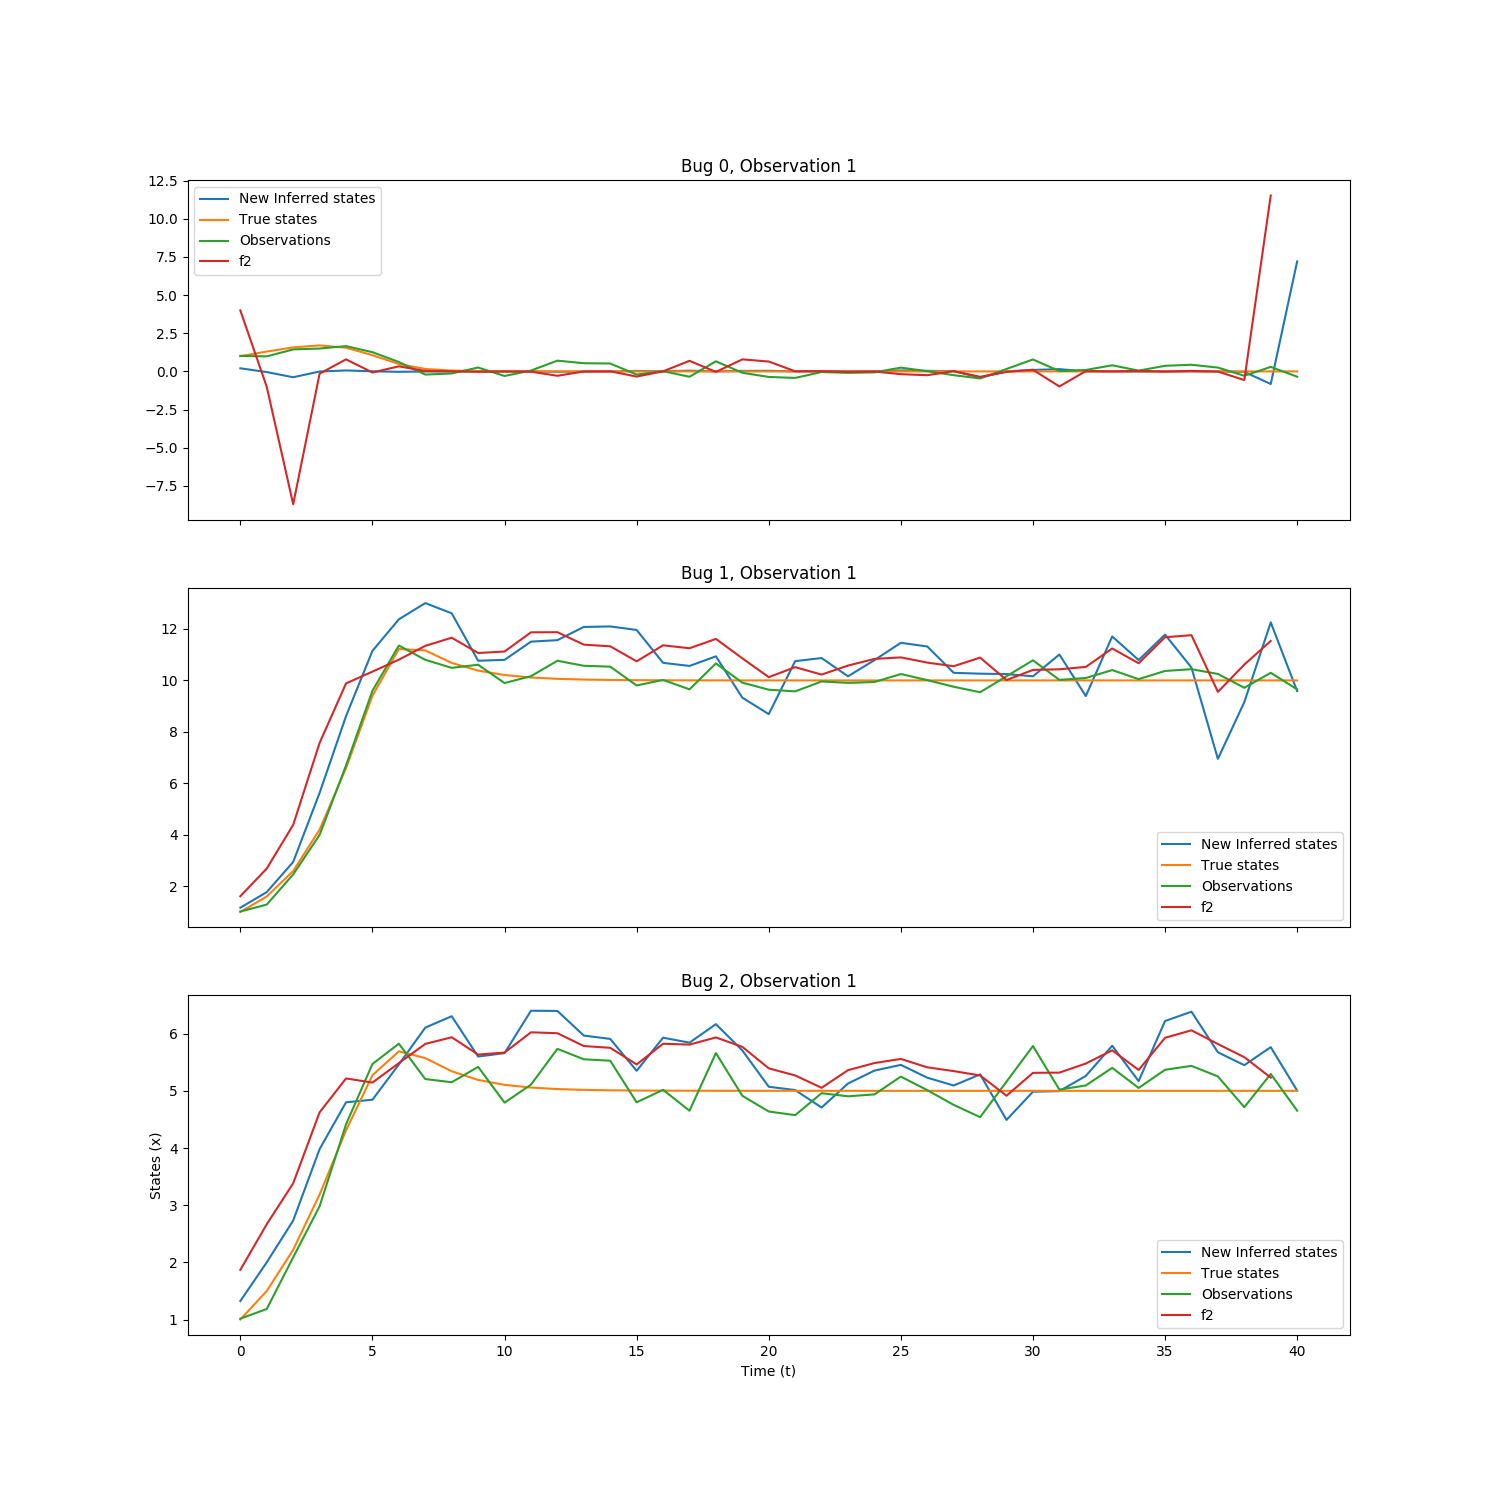 Bug 0, Observation 1
12.5
10.0
7.5
5.0
2.5
0.0
−2.5
−5.0
−7.5
New Inferred states
True states
Observations
f2
Bug 1, Observation 1
12
10
8
6
4
2
New Inferred states
True states
Observations
f2
Bug 2, Observation 1
6
5
4
3
2
1
States (x)
New Inferred states
True states
Observations
f2
0 5 10 15 20 25 30 35 40
Time (t)